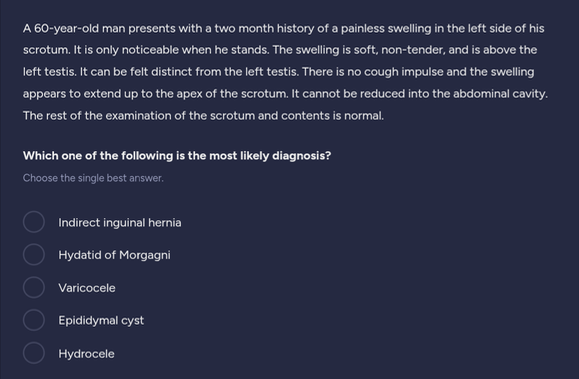 A 60-year-old man presents with a two month history of a painless swelling in the left side of his
scrotum. It is only noticeable when he stands. The swelling is soft, non-tender, and is above the
left testis. It can be felt distinct from the left testis. There is no cough impulse and the swelling
appears to extend up to the apex of the scrotum. It cannot be reduced into the abdominal cavity.
The rest of the examination of the scrotum and contents is normal.
Which one of the following is the most likely diagnosis?
Choose the single best answer.
Indirect inguinal hernia
Hydatid of Morgagni
Varicocele
Epididymal cyst
Hydrocele